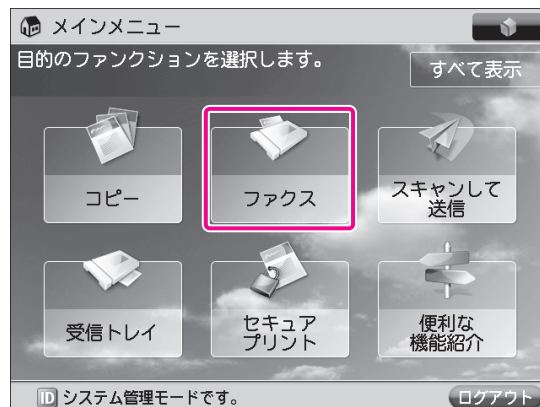 メインメニュー
目的のファンクションを選択します。
すべて表示
コピー
ファクス
スキャンして
送信
受信トレイ
セキュア
プリント
便利な
機能紹介
ID システム管理モードです。
ログアウト